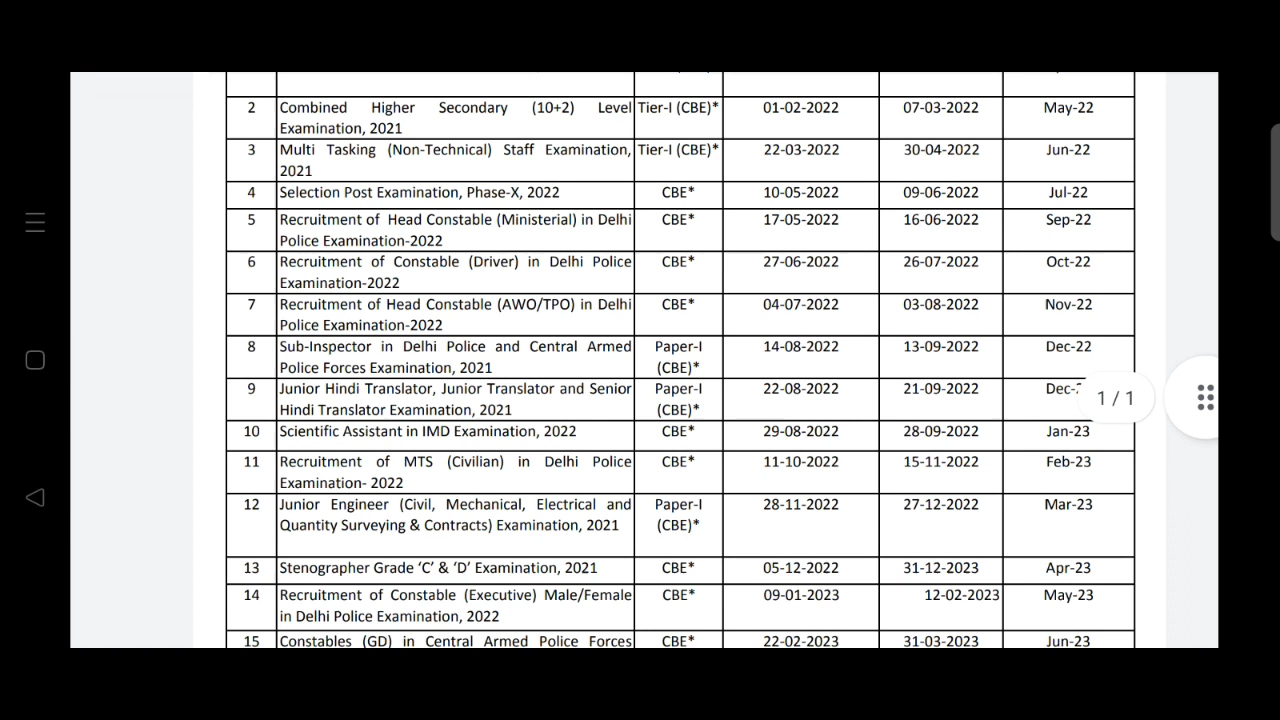 2 Combined Higher Secondary (10+2) Level Tier-I (CBE)* 01-02-2022 07-03-2022 May-22
Examination, 2021
3 Multi Tasking (Non-Technical) Staff Examination, Tier-I (CBE)* 22-03-2022 30-04-2022 Jun-22
2021
4 Selection Post Examination, Phase-X, 2022 CBE* 10-05-2022 09-06-2022 Jul-22
5 Recruitment of Head Constable (Ministerial) in Delhi CBE* 17-05-2022 16-06-2022 Sep-22
Police Examination-2022
6 Recruitment of Constable (Driver) in Delhi Police CBE* 27-06-2022 26-07-2022 Oct-22
Examination-2022
7 Recruitment of Head Constable (AWO/TPO) in Delhi CBE* 04-07-2022 03-08-2022 Nov-22
Police Examination-2022
8 Sub-Inspector in Delhi Police and Central Armed Paper-I 14-08-2022 13-09-2022 Dec-22
Police Forces Examination, 2021 (CBE)*
9 Junior Hindi Translator, Junior Translator and Senior Paper-I 22-08-2022 21-09-2022 Dec-
Hindi Translator Examination, 2021 (CBE)*
1 / 1
10 Scientific Assistant in IMD Examination, 2022 CBE* 29-08-2022 28-09-2022 Jan-23
11 Recruitment of MTS (Civilian) in Delhi Police CBE* 11-10-2022 15-11-2022 Feb-23
Examination- 2022
12 Junior Engineer (Civil, Mechanical, Electrical and Paper-I 28-11-2022 27-12-2022 Mar-23
Quantity Surveying & Contracts) Examination, 2021 (CBE)*
13 Stenographer Grade ‘C’ & ‘D’ Examination, 2021 CBE* 05-12-2022 31-12-2023 Apr-23
14 Recruitment of Constable (Executive) Male/Female CBE* 09-01-2023 12-02-2023 May-23
in Delhi Police Examination, 2022
15 Constables (GD) in Central Armed Police Forces CBE* 22-02-2023 31-03-2023 Jun-23